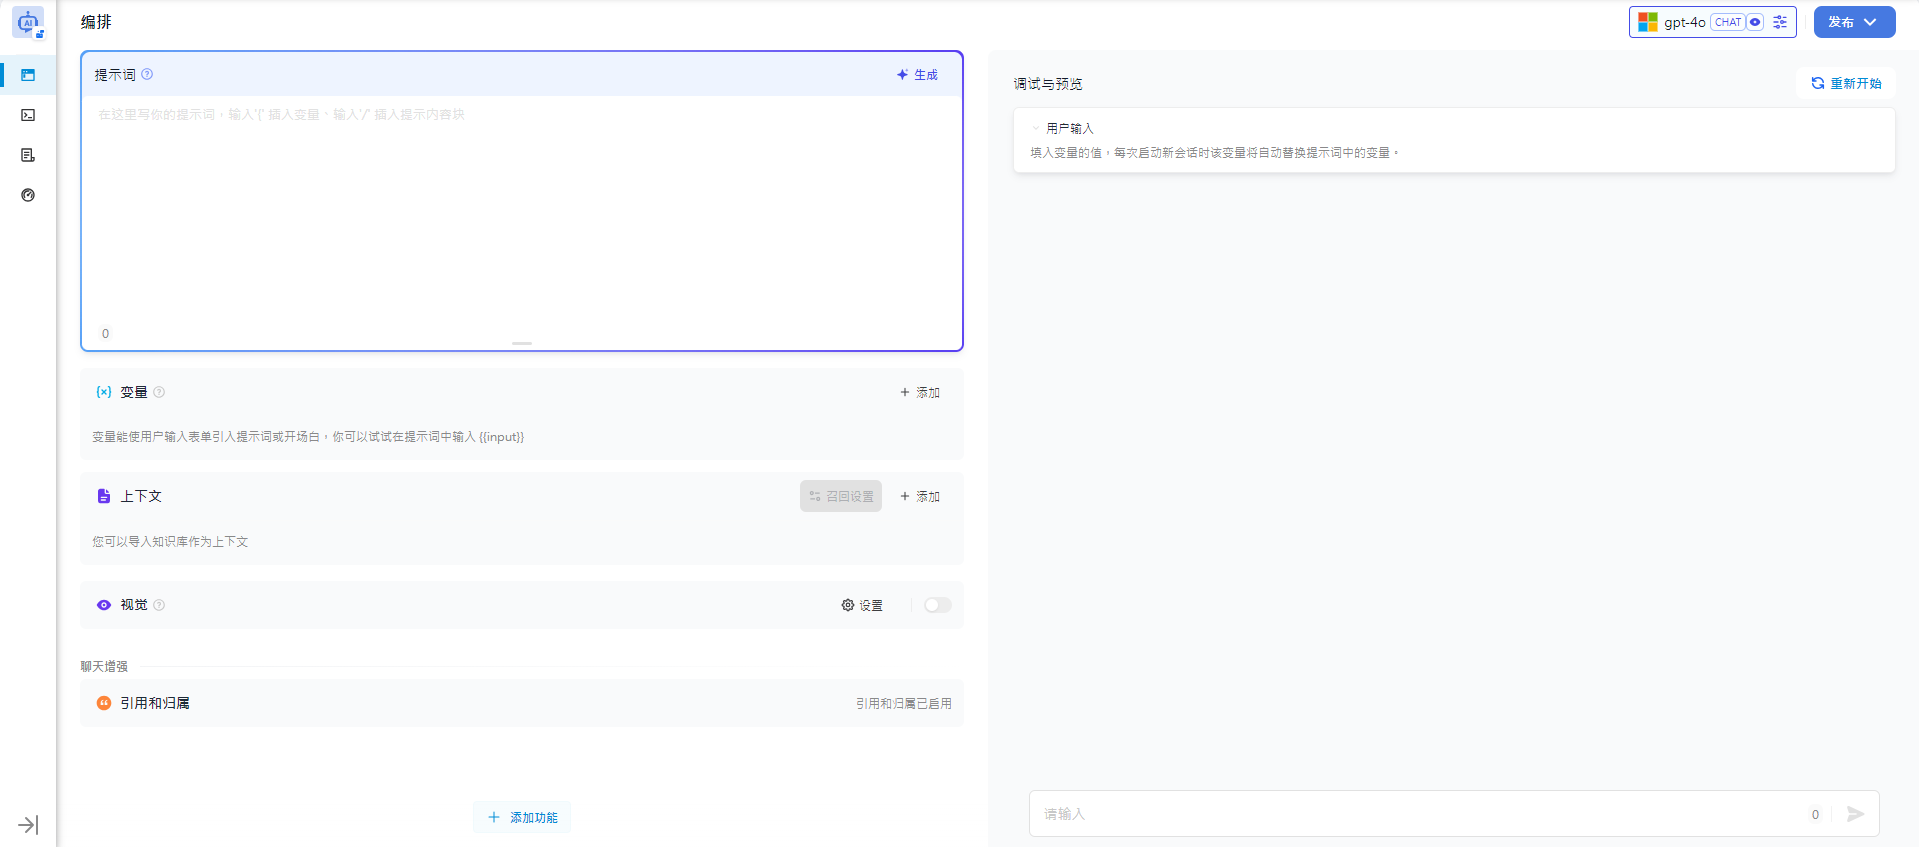 编排
gpt-4o CHAT
发布
提示词
生成
在这里写你的提示词，输入'{' 插入变量、输入'/' 插入提示内容块
0
变量
添加
变量能使用户输入表单引入提示词或开场白，你可以试试在提示词中输入 {{input}}
上下文
召回设置
添加
您可以导入知识库作为上下文
视觉
设置
聊天增强
引用和归属
引用和归属已启用
添加功能
调试与预览
重新开始
用户输入
填入变量的值，每次启动新会话时该变量将自动替换提示词中的变量。
请输入
0